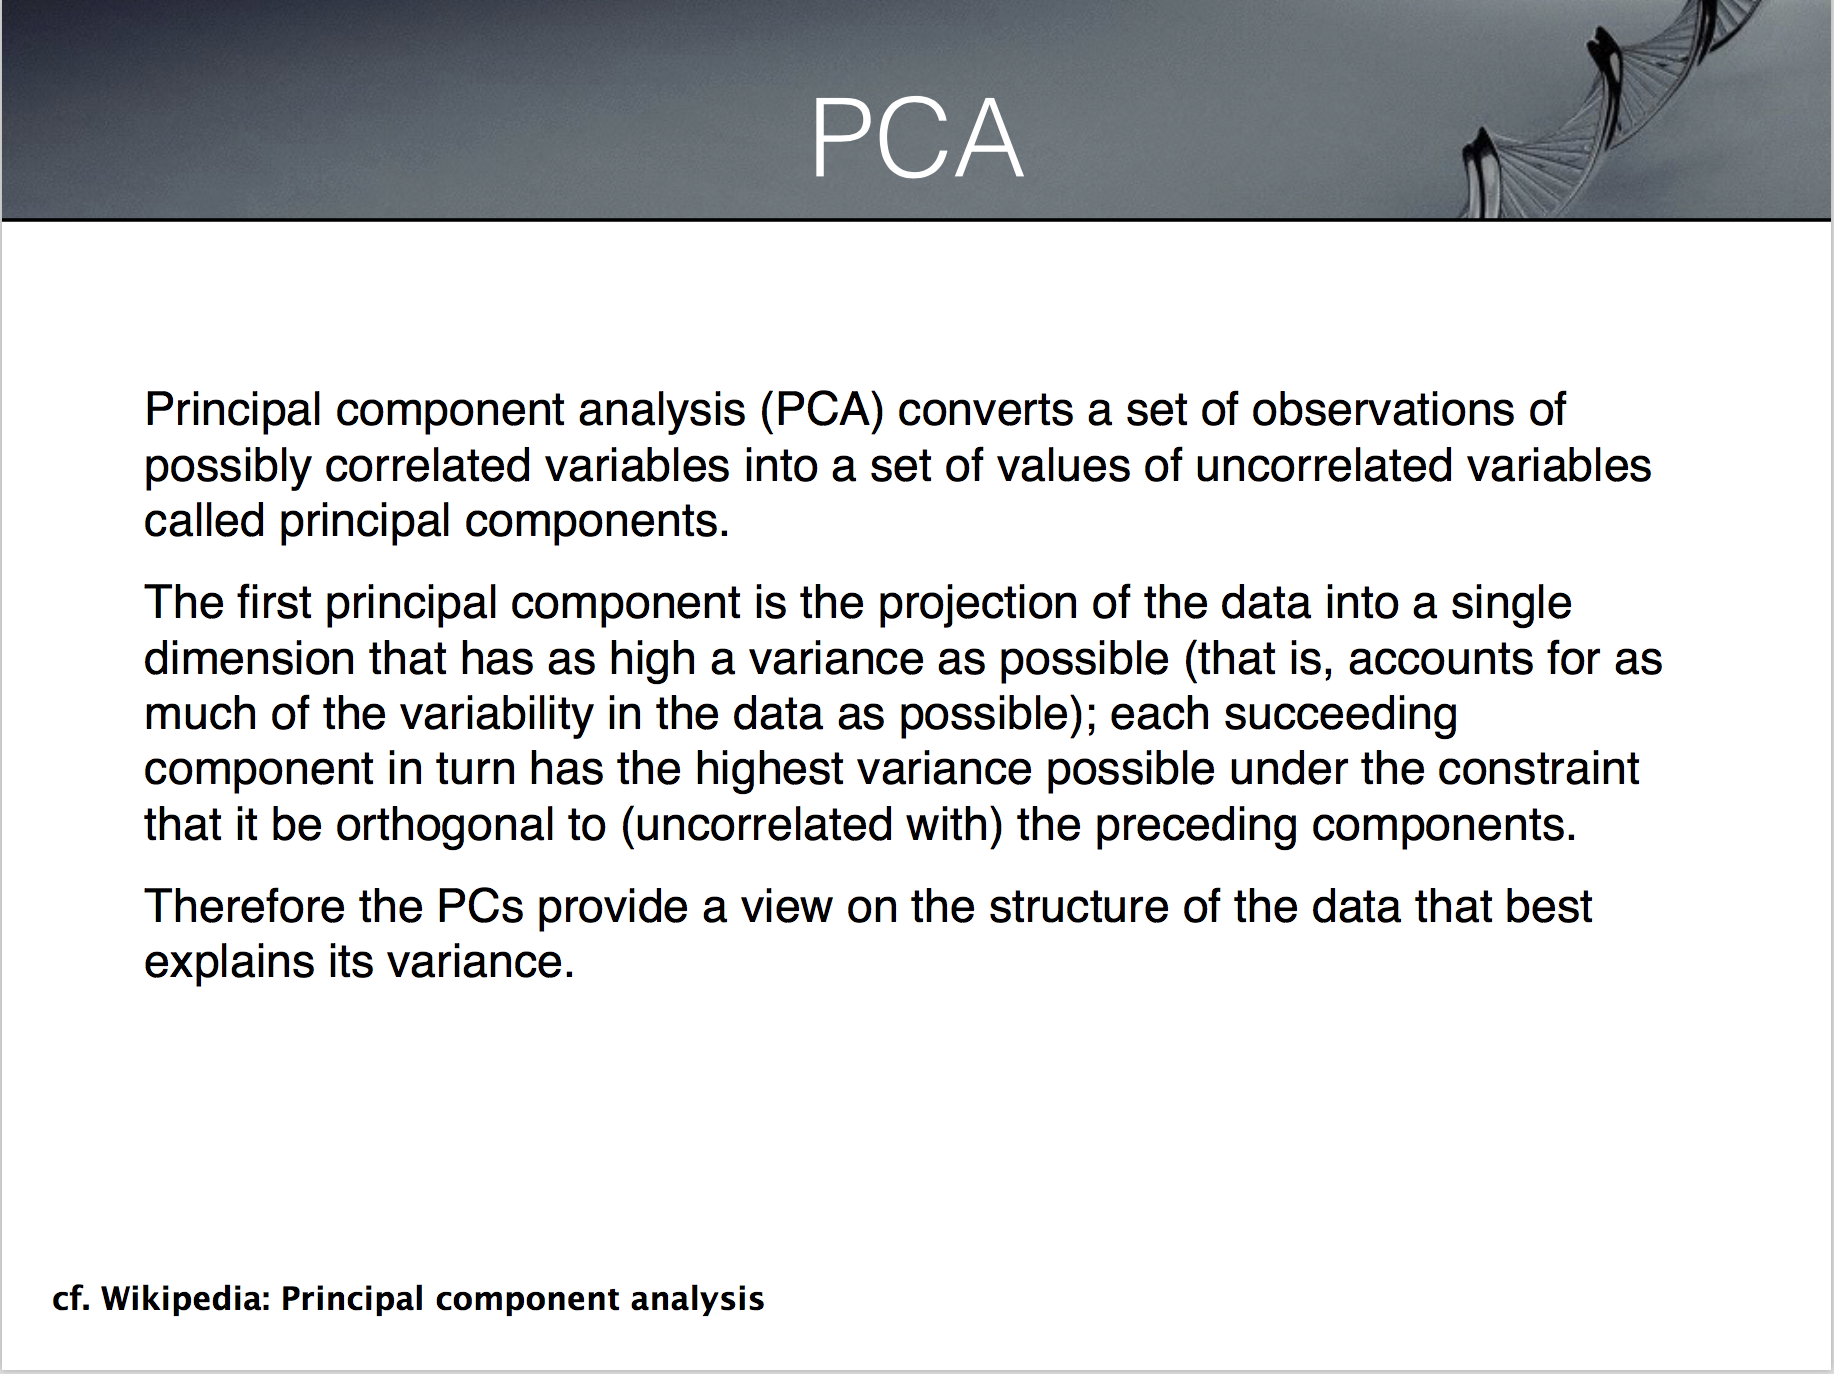 PCA
Principal component analysis (PCA) converts a set of observations of
possibly correlated variables into a set of values of uncorrelated variables
called principal components.
The first principal component is the projection of the data into a single
dimension that has as high a variance as possible (that is, accounts for as
much of the variability in the data as possible); each succeeding
component in turn has the highest variance possible under the constraint
that it be orthogonal to (uncorrelated with) the preceding components.
Therefore the PCs provide a view on the structure of the data that best
explains its variance.
cf. Wikipedia: Principal component analysis